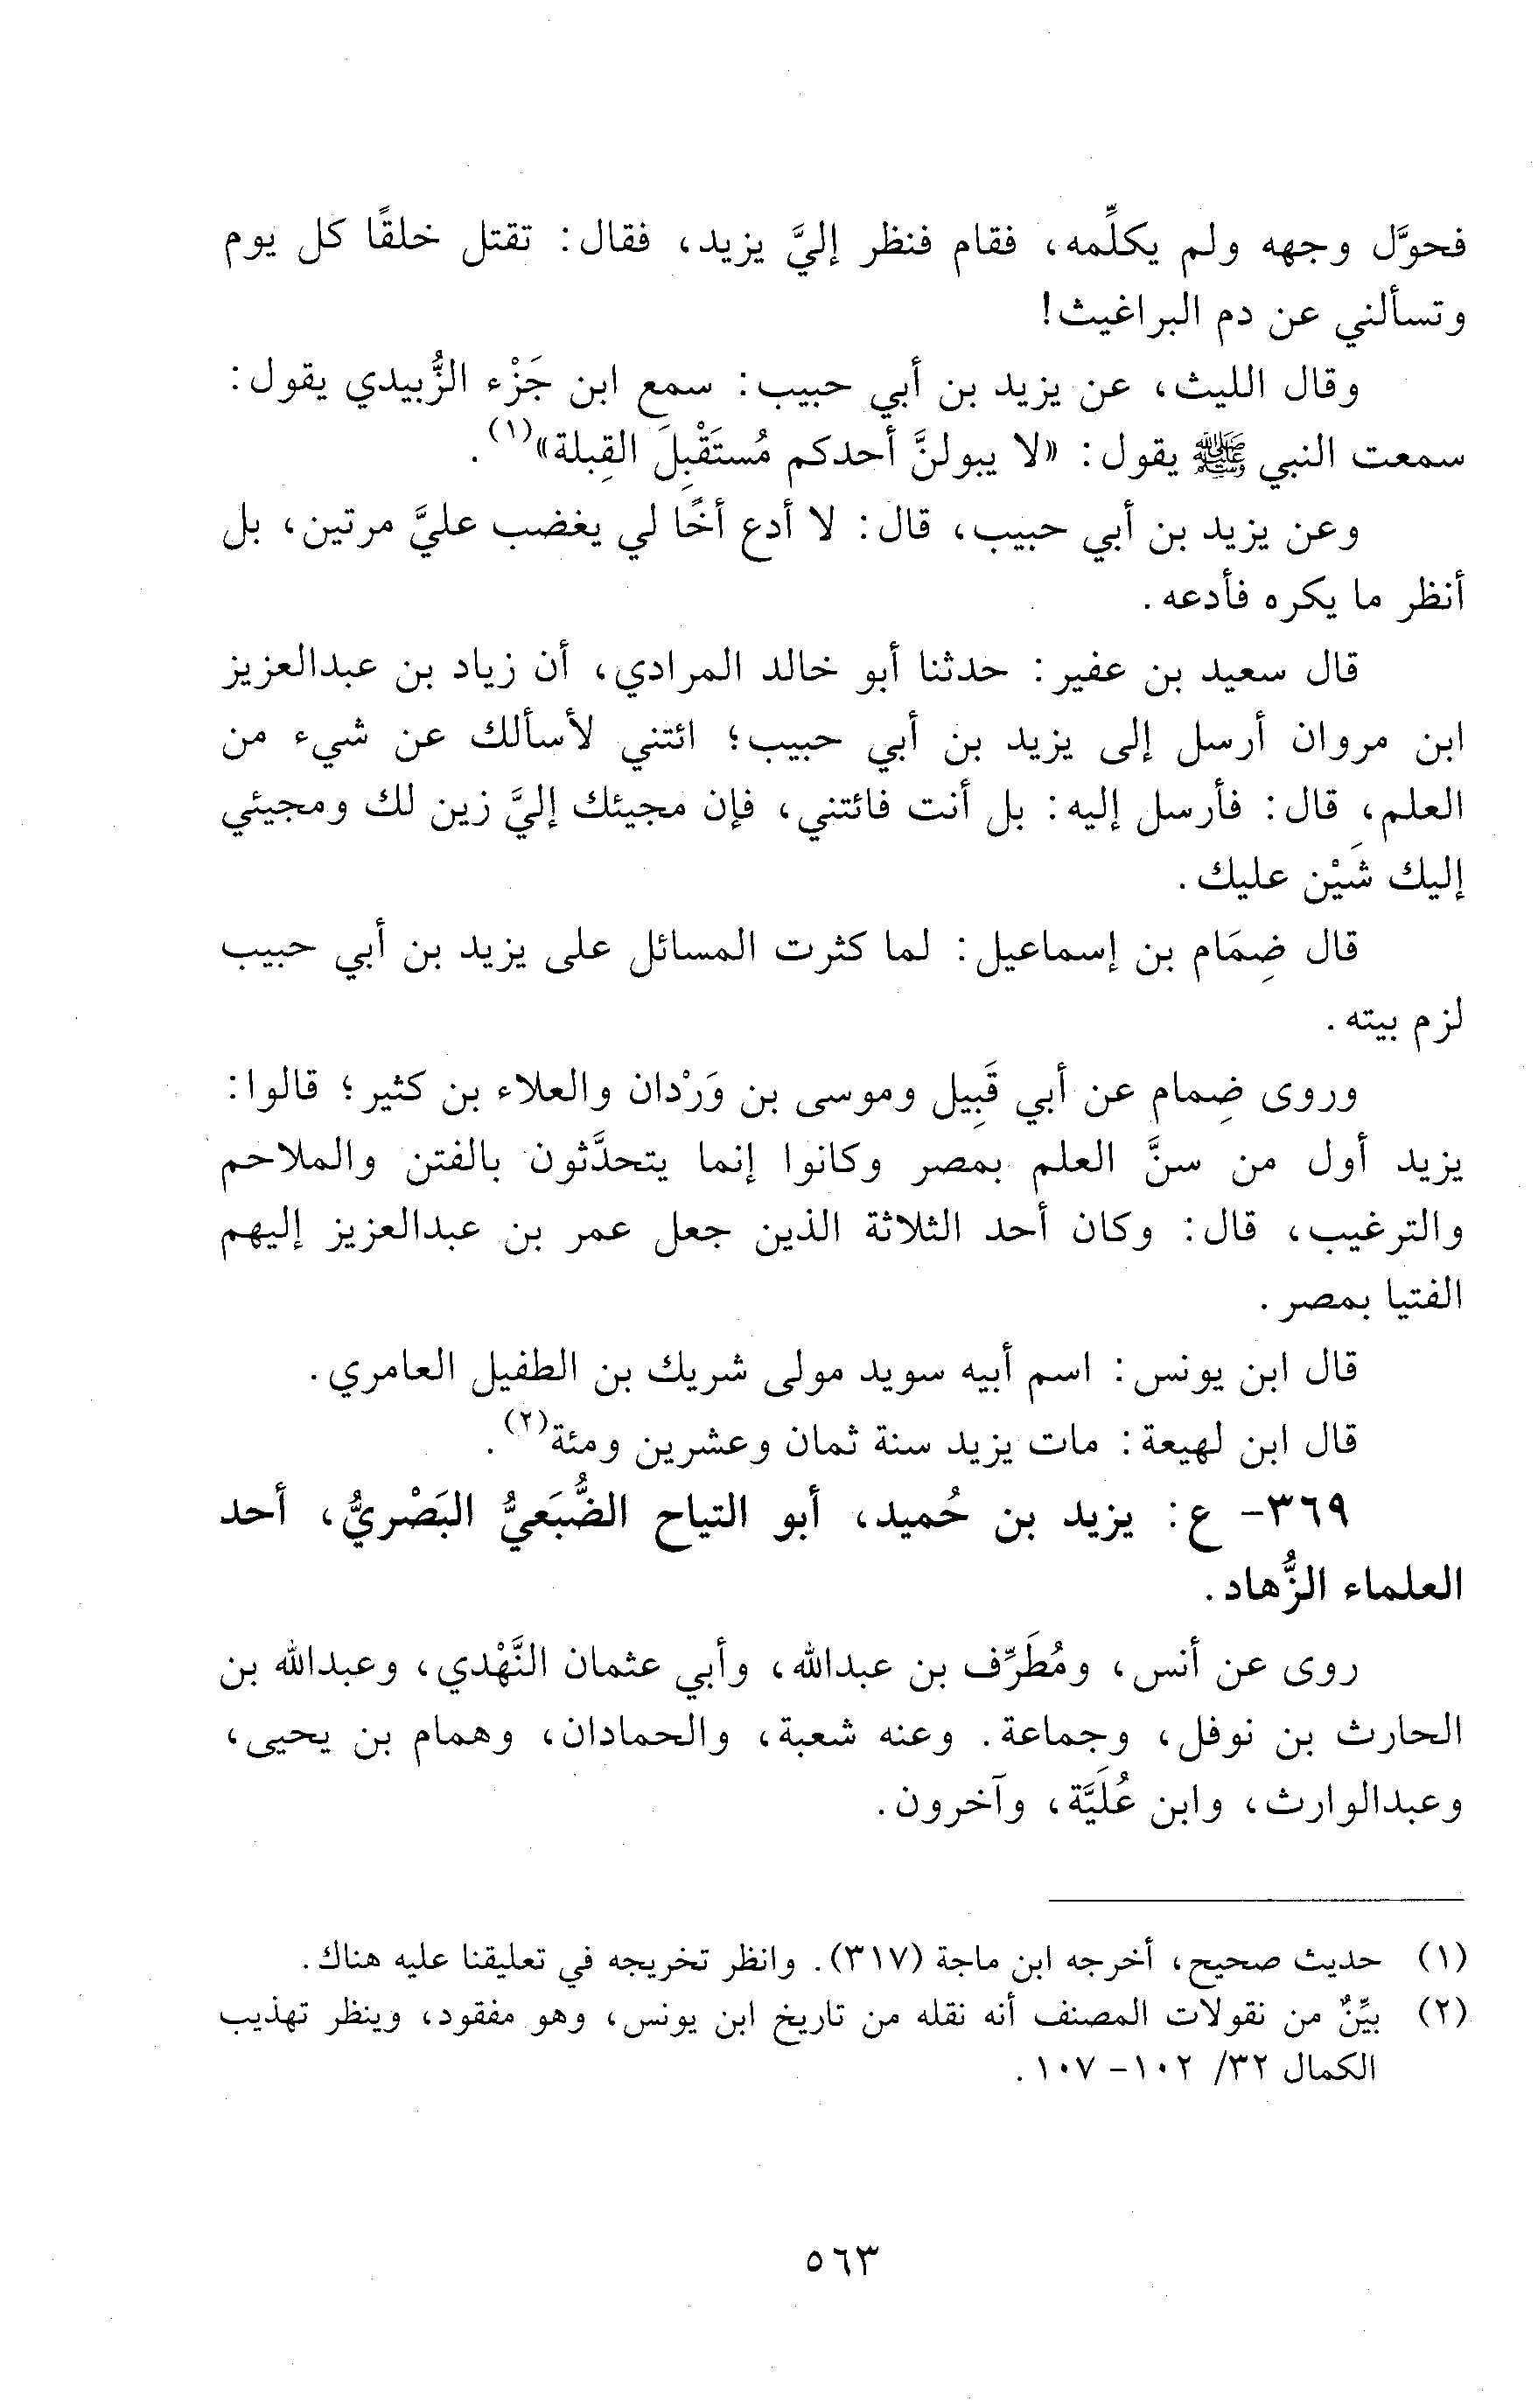 فحوَّل وجهه ولم يكلِّمه، فقام فنظر إليَّ يزيد، فقال: تقتل خلقًا كل يوم
وتسألني عن دم البراغيث!
وقال الليث، عن يزيد بن أبي حبيب: سمع ابن جَزْء الزُّبيدي يقول:
سمعت النبي ﷺ يقول: «لا يبولنَّ أحدكم مُستَقْبِلَ القِبلة»(١).
وعن يزيد بن أبي حبيب، قال: لا أدع أخًا لي يغضب عليَّ مرتين، بل
أنظر ما يكره فأدعه.
قال سعيد بن عفير: حدثنا أبو خالد المرادي، أن زياد بن عبدالعزيز
ابن مروان أرسل إلى يزيد بن أبي حبيب؛ ائتني لأسألك عن شيء من
العلم، قال: فأرسل إليه: بل أنت فائتني، فإن مجيئك إليَّ زين لك ومجيئي
إليك شَيْن عليك.
قال ضِمَام بن إسماعيل: لما كثرت المسائل على يزيد بن أبي حبيب
لزم بيته.
وروى ضِمام عن أبي قَبِيل وموسى بن وَرْدان والعلاء بن كثير؛ قالوا:
يزيد أول من سنَّ العلم بمصر وكانوا إنما يتحدَّثون بالفتن والملاحم
والترغيب، قال: وكان أحد الثلاثة الذين جعل عمر بن عبدالعزيز إليهم
الفتيا بمصر.
قال ابن يونس: اسم أبيه سويد مولى شريك بن الطفيل العامري.
قال ابن لهيعة: مات يزيد سنة ثمان وعشرين ومئة(٢).
٣٦٩- ع: يزيد بن حُميد، أبو التياح الضُّبَعيُّ البَصْريُّ، أحد
العلماء الزُّهاد.
روى عن أنس، ومُطَرِّف بن عبدالله، وأبي عثمان النَّهْدي، وعبدالله بن
الحارث بن نوفل، وجماعة. وعنه شعبة، والحمادان، وهمام بن يحيى،
وعبدالوارث، وابن عُلَيَّة، وآخرون.
(١) حديث صحيح، أخرجه ابن ماجة (٣١٧). وانظر تخريجه في تعليقنا عليه هناك.
(٢) بيِّنٌ من نقولات المصنف أنه نقله من تاريخ ابن يونس، وهو مفقود، وينظر تهذيب
الكمال ٣٢/ ١٠٢- ١٠٧.
٥٦٣